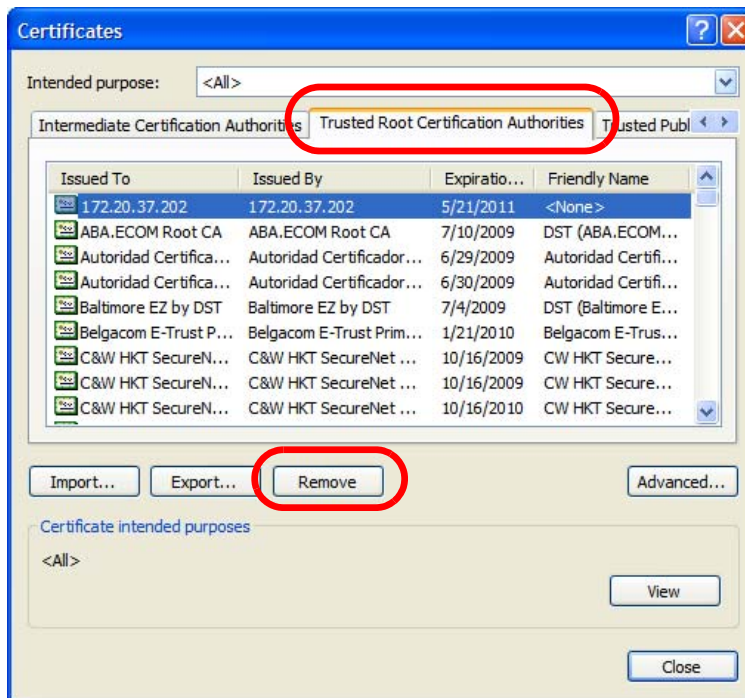 Certificates
Intended purpose: <All>
Intermediate Certification Authorities Trusted Root Certification Authorities Trusted Publ
Issued To Issued By Expiratio... Friendly Name
172.20.37.202 172.20.37.202 5/21/2011 <None>
ABA.ECOM Root CA ABA.ECOM Root CA 7/10/2009 DST (ABA.ECOM...
Autoridad Certifica... Autoridad Certificador... 6/29/2009 Autoridad Certifi...
Autoridad Certifica... Autoridad Certificador... 6/30/2009 Autoridad Certifi...
Baltimore EZ by DST Baltimore EZ by DST 7/4/2009 DST (Baltimore E...
Belgacom E-Trust P... Belgacom E-Trust Prim... 1/21/2010 Belgacom E-Trus...
C&W HKT SecureN... C&W HKT SecureNet ... 10/16/2009 CW HKT Secure...
C&W HKT SecureN... C&W HKT SecureNet ... 10/16/2009 CW HKT Secure...
C&W HKT SecureN... C&W HKT SecureNet ... 10/16/2010 CW HKT Secure...
Import... Export... Remove Advanced...
Certificate intended purposes
<All>
View
Close